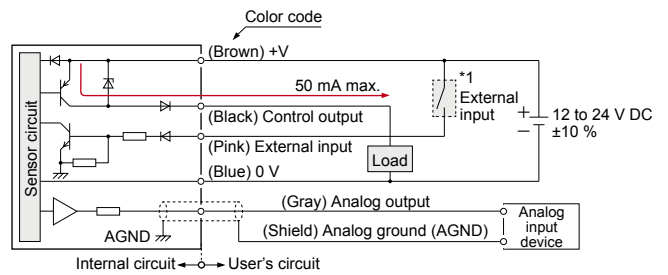 Color code
(Brown) +V
50 mA max.
*1
External
input
(Black) Control output
12 to 24 V DC
±10 %
+
−
Sensor circuit
(Pink) External input
Load
(Blue) 0 V
(Gray) Analog output
Analog
input
device
AGND
(Shield) Analog ground (AGND)
Internal circuit
User's circuit